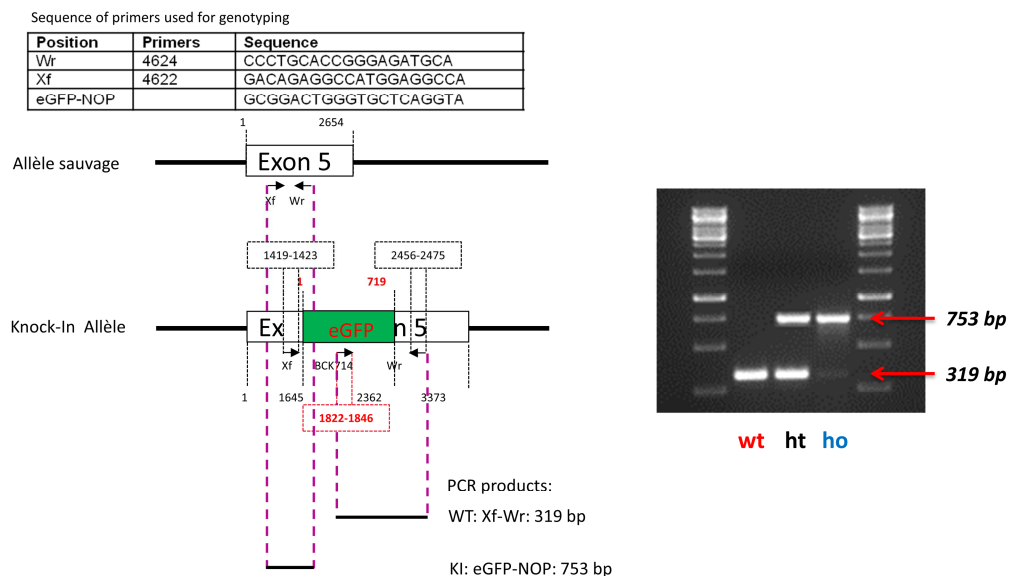 Sequence of primers used for genotyping
Position Primers Sequence
Wr 4624 CCCTGCACCGGGAGATGCA
Xf 4622 GACAGAGGCCATGGAGGCCA
eGFP-NOP GCGGACTGGGTGCTCAGGTA
1 2654
Allèle sauvage
Exon 5
Xf Wr
1419-1423 2456-2475
1 719
Knock-In Allèle
Ex eGFP n 5
Xf BCK714 Wr
1 1645 2362 3373
1822-1846
PCR products:
WT: Xf-Wr: 319 bp
KI: eGFP-NOP: 753 bp
753 bp
319 bp
wt ht ho